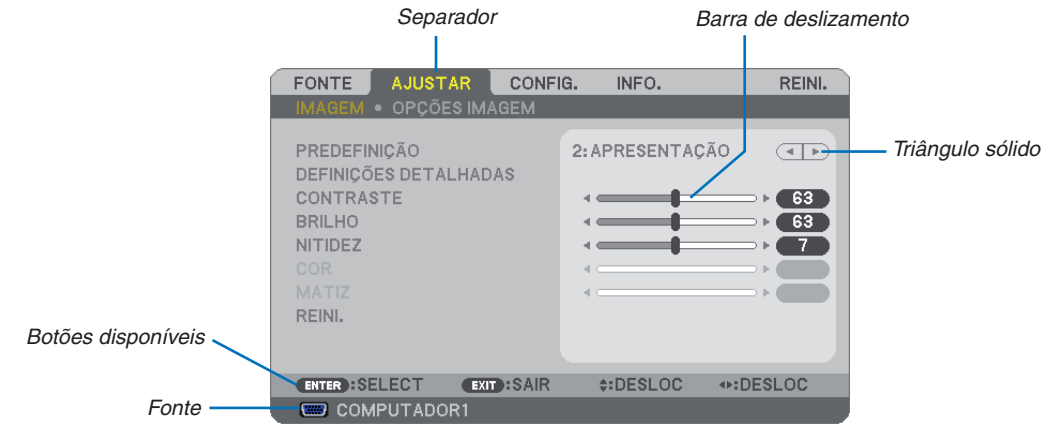 Separador
Barra de deslizamento
FONTE AJUSTAR CONFIG. INFO. REINI.
IMAGEM • OPÇÕES IMAGEM
PREDEFINIÇÃO 2:APRESENTAÇÃO
Triângulo sólido
DEFINIÇÕES DETALHADAS
CONTRASTE 63
BRILHO 63
NITIDEZ 7
COR
MATIZ
REINI.
Botões disponíveis
ENTER :SELECT EXIT :SAIR :DESLOC :DESLOC
Fonte
COMPUTADOR1